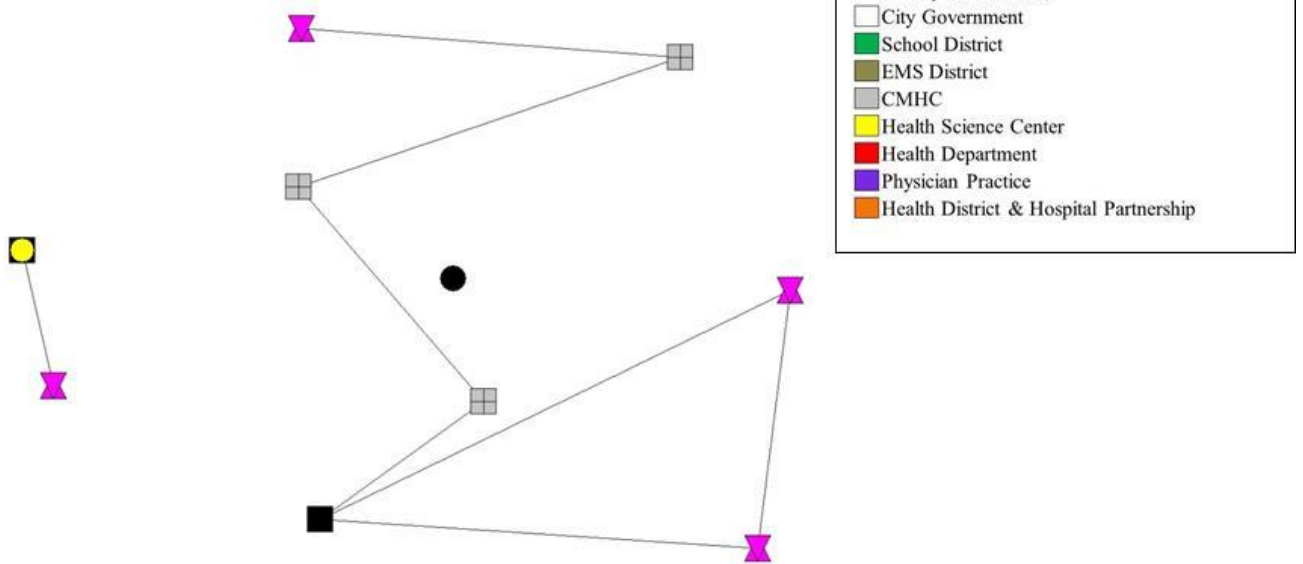 City Government
School District
EMS District
CMHC
Health Science Center
Health Department
Physician Practice
Health District & Hospital Partnership